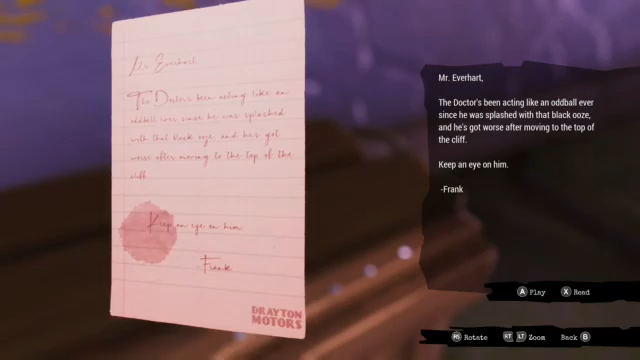 Mr. Everhart,
The Doctor's been acting like an
oddball ever since he was splashed
with that black ooze, and he's got
worse after moving to the top of the
cliff.
Keep an eye on him.
-Frank
DRAYTON
MOTORS
Mr. Everhart,
The Doctor's been acting like an oddball ever
since he was splashed with that black ooze,
and he's got worse after moving to the top of
the cliff.
Keep an eye on him.
-Frank
A Play X Read
RS Rotate RT LT Zoom Back B